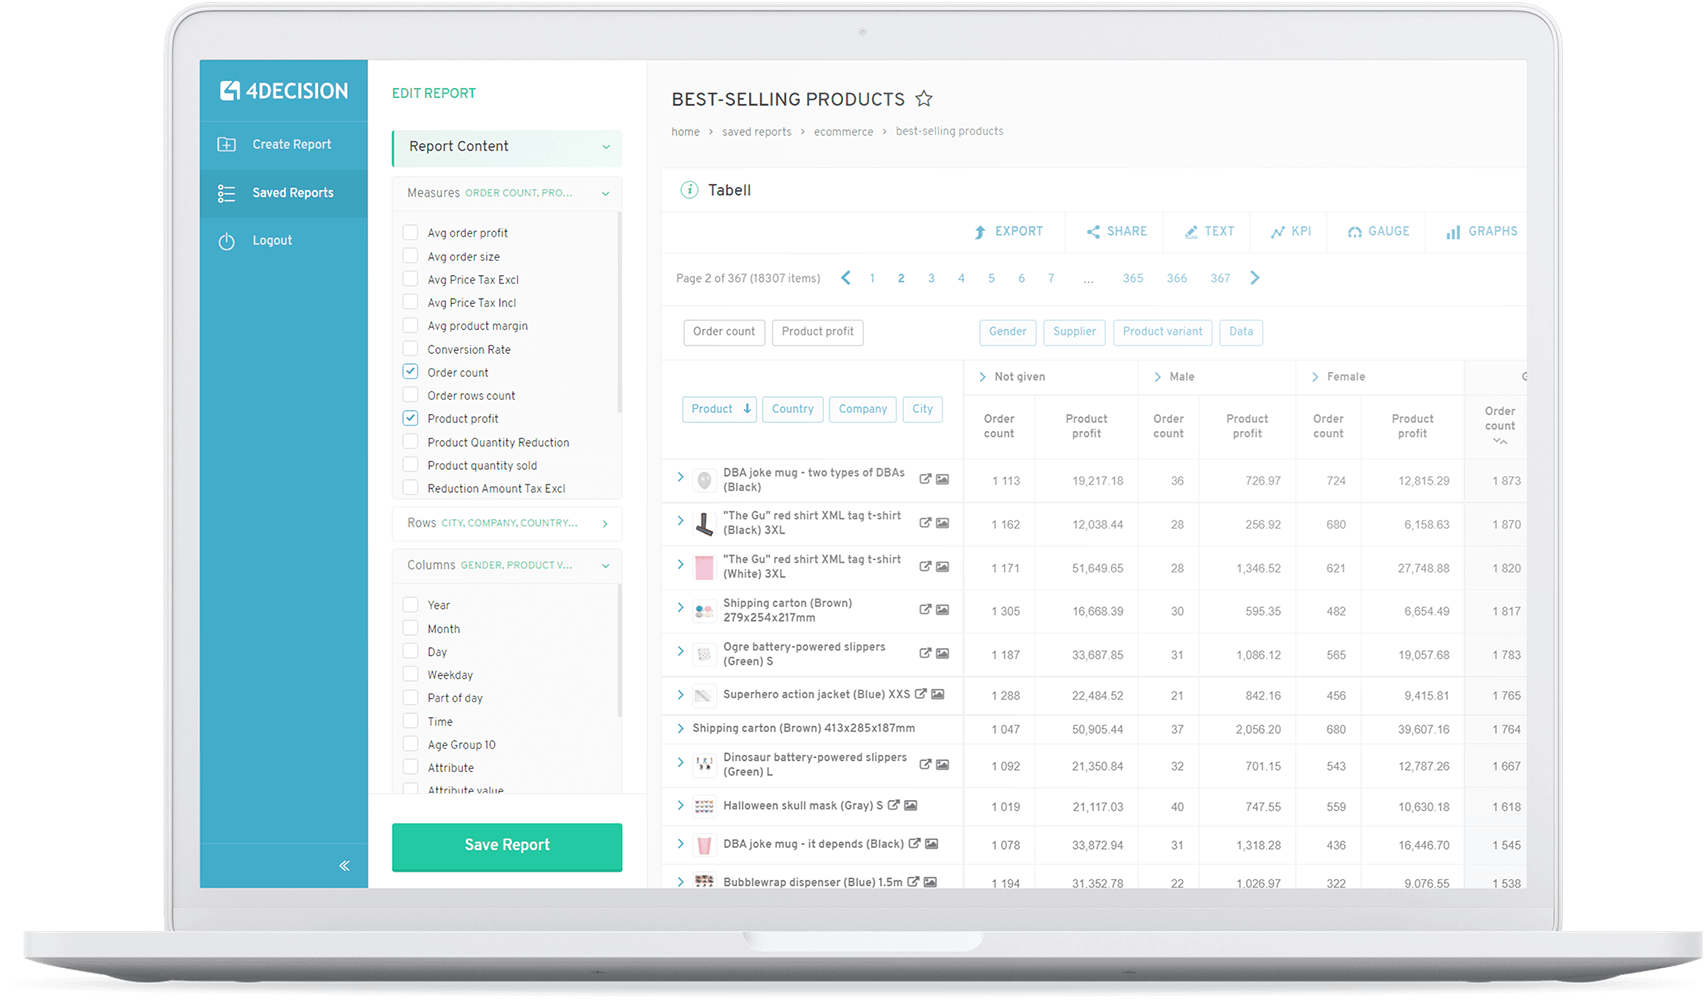 4DECISION
Create Report
Saved Reports
Logout
EDIT REPORT
Report Content
Measures ORDER COUNT, PRO...
Avg order profit
Avg order size
Avg Price Tax Excl
Avg Price Tax Incl
Avg product margin
Conversion Rate
Order count
Order rows count
Product profit
Product Quantity Reduction
Product quantity sold
Reduction Amount Tax Excl
Rows CITY, COMPANY, COUNTRY...
Columns GENDER, PRODUCT V...
Year
Month
Day
Weekday
Part of day
Time
Age Group 10
Attribute
Attribute value
Save Report
BEST-SELLING PRODUCTS
home > saved reports > ecommerce > best-selling products
Tabell
EXPORT SHARE TEXT KPI GAUGE GRAPHS
Page 2 of 367 (18307 items) 1 2 3 4 5 6 7 ... 365 366 367
Order count Product profit Gender Supplier Product variant Data
Not given Male Female G
Product Country Company City
Order count Product profit Order count Product profit Order count Product profit Order count
DBA joke mug - two types of DBAs (Black) 1 113 19,217.18 36 726.97 724 12,815.29 1 873
"The Gu" red shirt XML tag t-shirt (Black) 3XL 1 162 12,038.44 28 256.92 680 6,158.63 1 870
"The Gu" red shirt XML tag t-shirt (White) 3XL 1 171 51,649.65 28 1,346.52 621 27,748.88 1 820
Shipping carton (Brown) 279x254x217mm 1 305 16,668.39 30 595.35 482 6,654.49 1 817
Ogre battery-powered slippers (Green) S 1 187 33,687.85 31 1,086.12 565 19,057.68 1 783
Superhero action jacket (Blue) XXS 1 288 22,484.52 21 842.16 456 9,415.81 1 765
Shipping carton (Brown) 413x285x187mm 1 047 50,905.44 37 2,056.20 680 39,607.16 1 764
Dinosaur battery-powered slippers (Green) L 1 092 21,350.84 32 701.15 543 12,787.26 1 667
Halloween skull mask (Gray) S 1 019 21,117.03 40 747.55 559 10,630.18 1 618
DBA joke mug - it depends (Black) 1 078 33,872.94 31 1,318.28 436 16,446.70 1 545
Bubblewrap dispenser (Blue) 1.5m 1 194 31,352.78 22 1,026.97 322 9,076.55 1 538